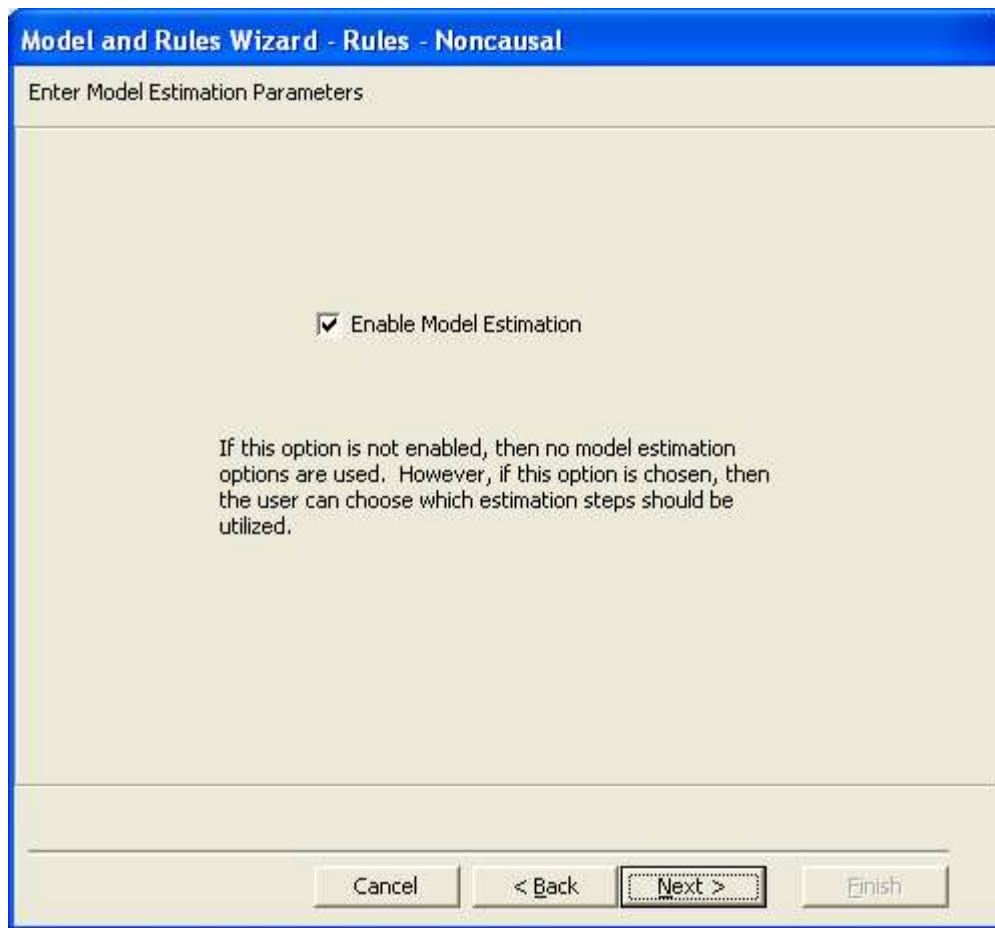 Model and Rules Wizard - Rules - Noncausal
Enter Model Estimation Parameters
Enable Model Estimation
If this option is not enabled, then no model estimation
options are used.  However, if this option is chosen, then
the user can choose which estimation steps should be
utilized.
Cancel
< Back
Next >
Finish